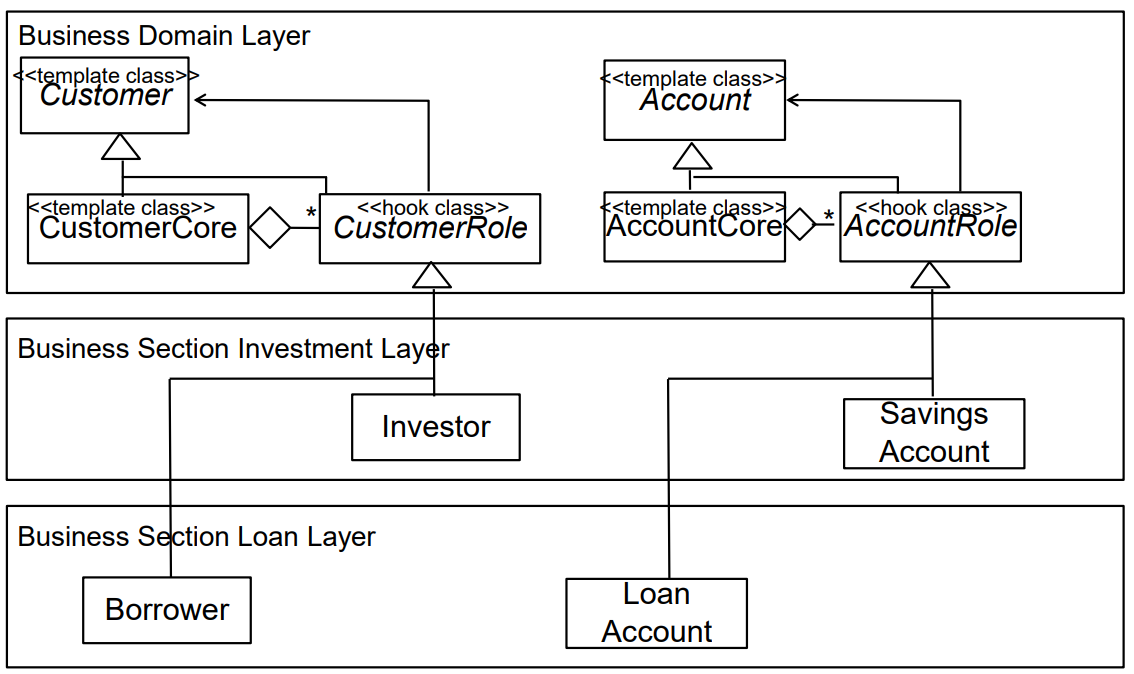 Business Domain Layer
<<template class>>
Customer
<<template class>>
Account
<<template class>>
CustomerCore
*
<<hook class>>
CustomerRole
<<template class>>
AccountCore
*
<<hook class>>
AccountRole
Business Section Investment Layer
Investor
Savings
Account
Business Section Loan Layer
Borrower
Loan
Account